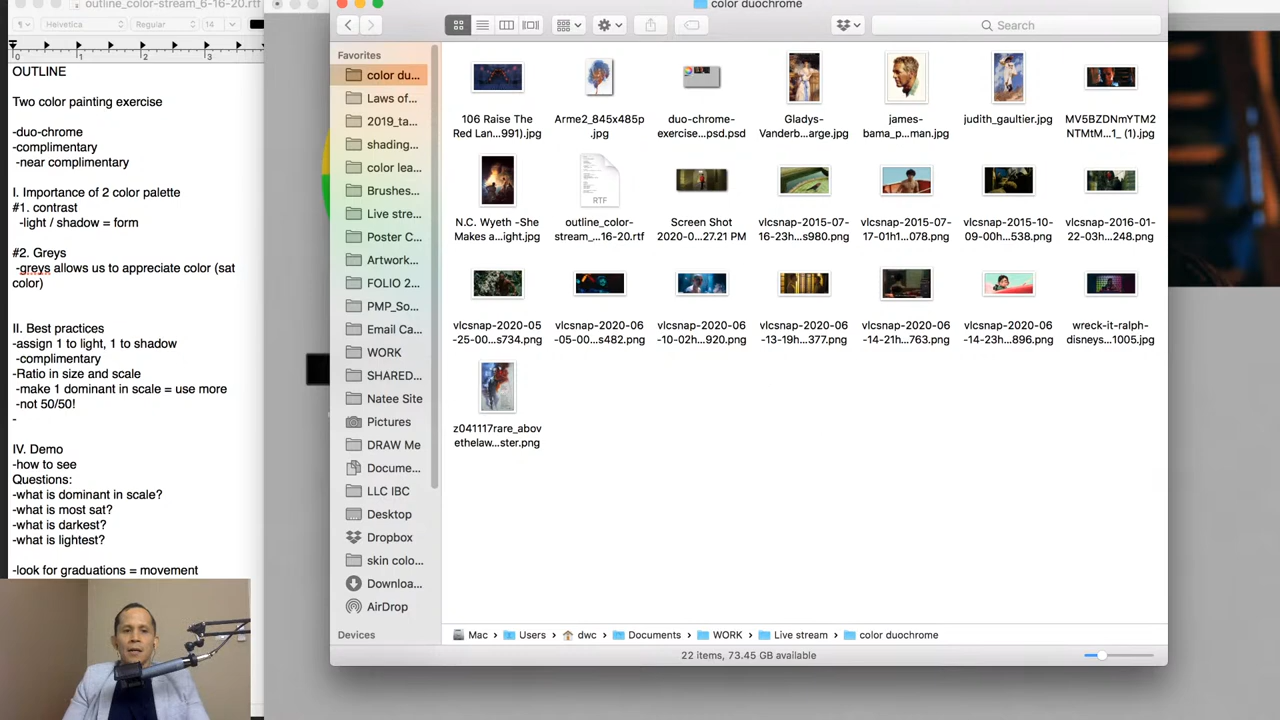 outline_color-stream_6-16-20.rtf
Helvetica
Regular
14
0
1
2
3
OUTLINE
Two color painting exercise
-duo-chrome
-complimentary
-near complimentary
I. Importance of 2 color palette
#1. contrast
-light / shadow = form
#2. Greys
-greys allows us to appreciate color (sat
color)
II. Best practices
-assign 1 to light, 1 to shadow
-complimentary
-Ratio in size and scale
-make 1 dominant in scale = use more
-not 50/50!
-
IV. Demo
-how to see
Questions:
-what is dominant in scale?
-what is most sat?
-what is darkest?
-what is lightest?
-look for graduations = movement
color duochrome
Search
Favorites
color du...
Laws of...
2019_ta...
shading...
color lea...
Brushes...
Live strea...
Poster C...
Artwork...
FOLIO 2...
PMP_So...
Email Ca...
WORK
SHARED...
Natee Site
Pictures
DRAW Me
Docume...
LLC IBC
Desktop
Dropbox
skin colo...
Downloa...
AirDrop
Devices
106 Raise The
Red Lan...991).jpg
Arme2_845x485p
.jpg
duo-chrome-
exercise...psd.psd
Gladys-
Vanderb...arge.jpg
james-
bama_p...man.jpg
judith_gaultier.jpg
MV5BZDNmYTM2
NTMtM...1_ (1).jpg
N.C. Wyeth -She
Makes a...ight.jpg
RTF
outline_color-
stream_...16-20.rtf
Screen Shot
2020-0...27.21 PM
vlcsnap-2015-07-
16-23h...s980.png
vlcsnap-2015-07-
17-01h1...078.png
vlcsnap-2015-10-
09-00h...538.png
vlcsnap-2016-01-
22-03h...248.png
vlcsnap-2020-05
-25-00m...s734.png
vlcsnap-2020-06
-05-00...s482.png
vlcsnap-2020-06
-10-02h...920.png
vlcsnap-2020-06
-13-19h...377.png
vlcsnap-2020-06
-14-21h...763.png
vlcsnap-2020-06
-14-23h...896.png
wreck-it-ralph-
disneys...1005.jpg
z041117rare_abov
ethelaw...ster.png
Mac › Users › dwc › Documents › WORK › Live stream › color duochrome
22 items, 73.45 GB available